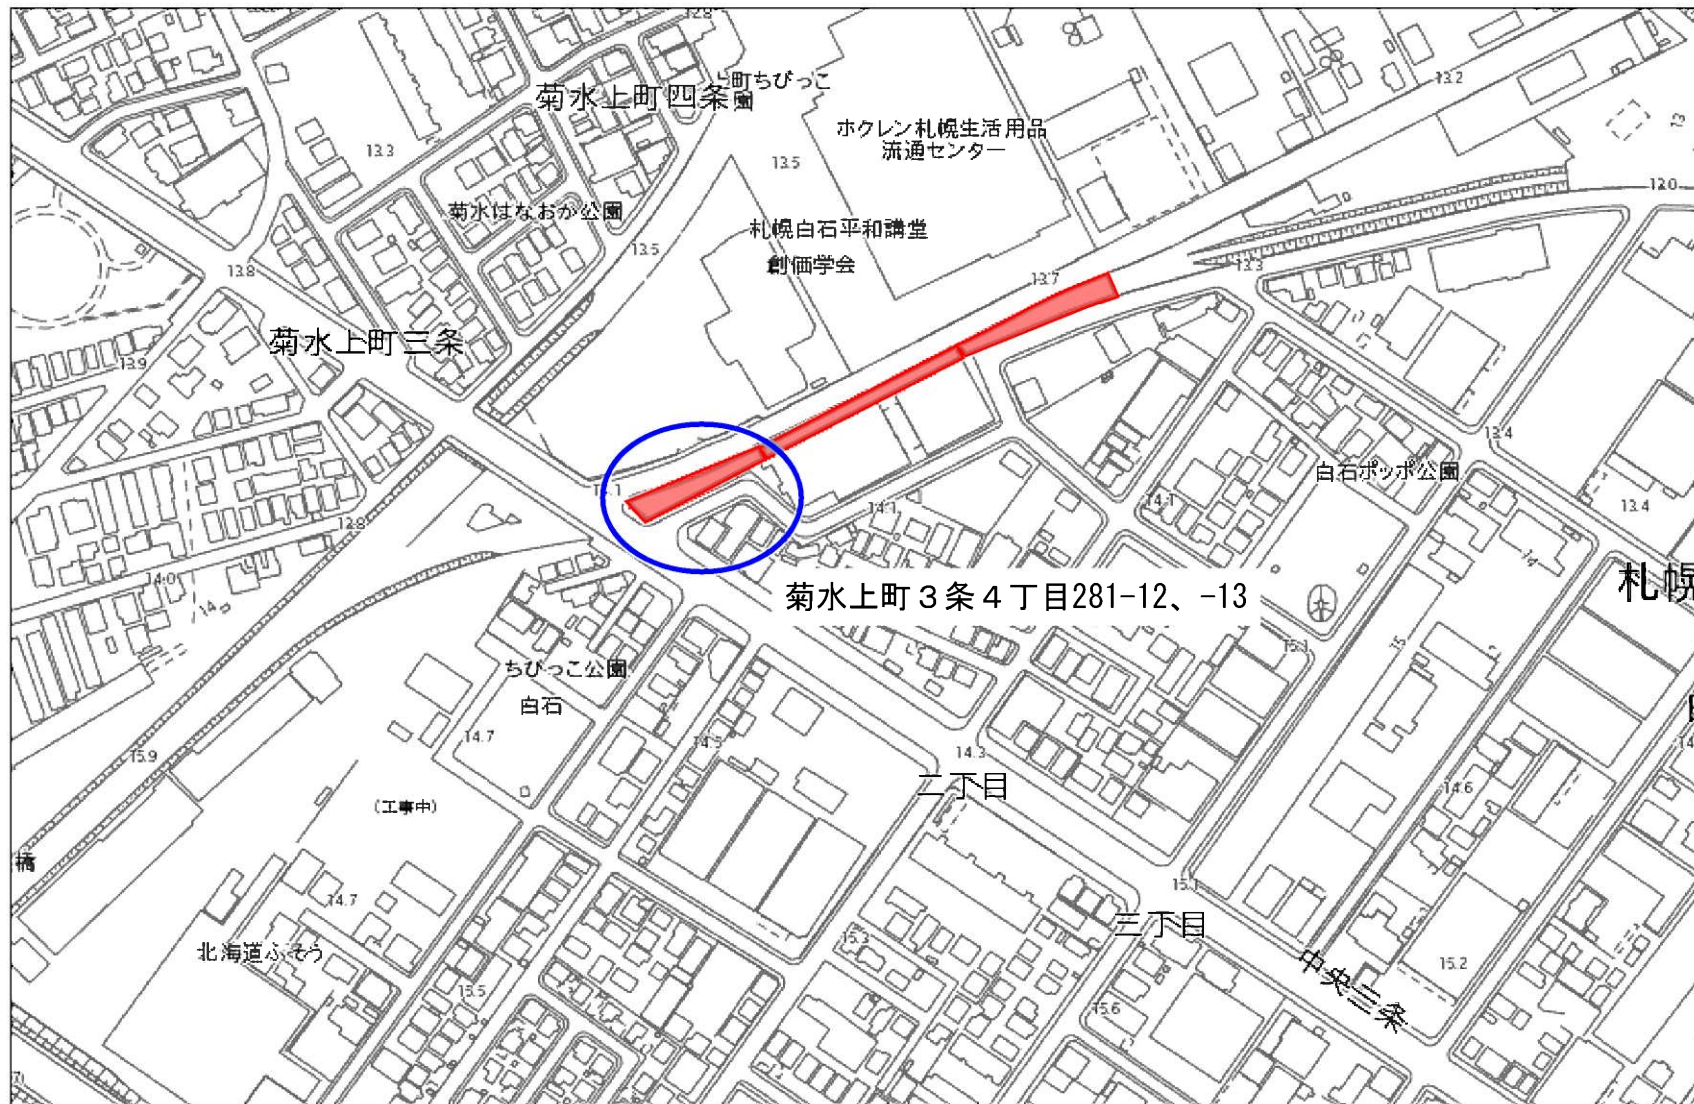 12.8
上町ちびっこ
園
菊水上町四条
13.2
ホクレン札幌生活用品
流通センター
13
13.3
13.5
12.0
菊水はなおか公園
札幌白石平和講堂
創価学会
13.5
13.8
13.3
13.7
菊水上町三条
13.9
13.4
白石ポッポ公園
14.1
14.1
13.4
12.8
14
14.0
14
菊水上町3条4丁目281-12、-13
札幌
15.1
15
ちびっこ公園
白石
14.7
14.5
14.3
15.9
二丁目
14.6
(工事中)
橋
15.1
14.7
三丁目
15.3
北海道ふそう
中央三条
15.2
15.5
15.6